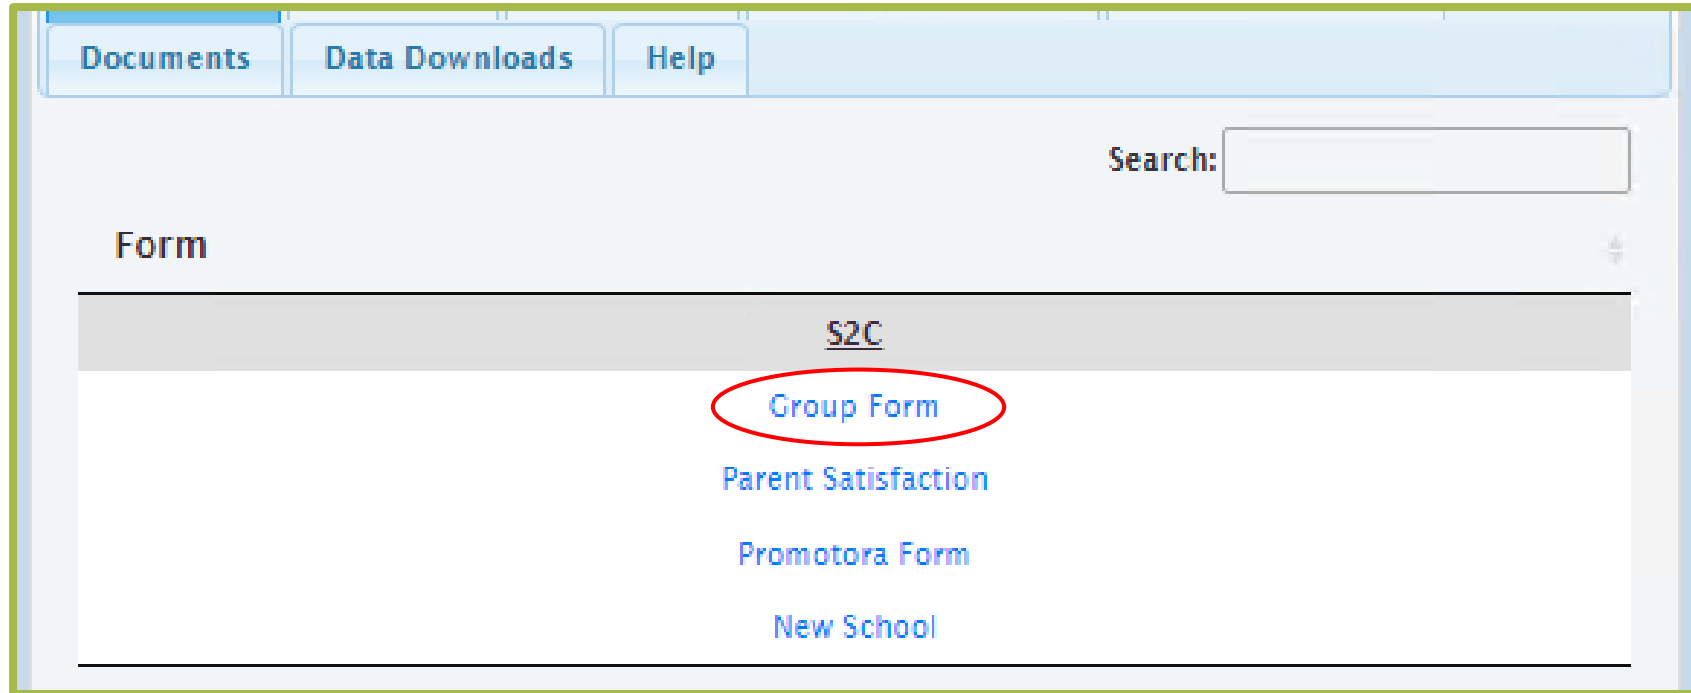 Documents Data Downloads Help
Search:
Form
S2C
Group Form
Parent Satisfaction
Promotora Form
New School